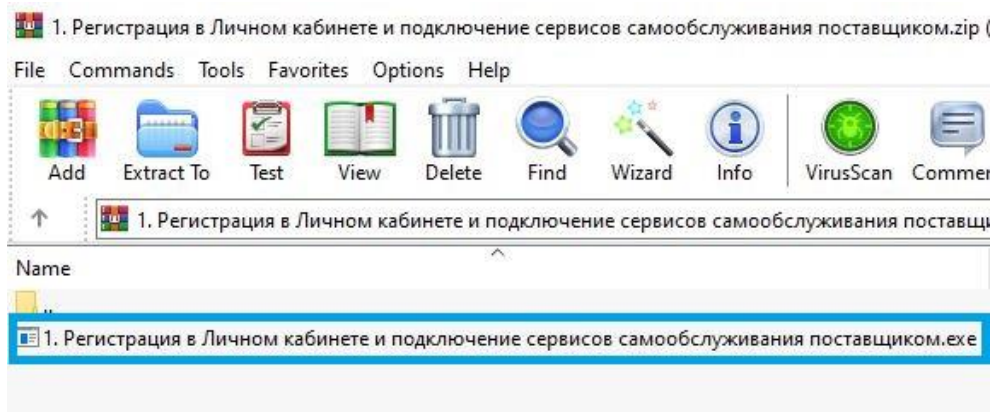 1. Регистрация в Личном кабинете и подключение сервисов самообслуживания поставщиком.zip (
File Commands Tools Favorites Options Help
Add Extract To Test View Delete Find Wizard Info VirusScan Commen
1. Регистрация в Личном кабинете и подключение сервисов самообслуживания поставщи
Name
..
1. Регистрация в Личном кабинете и подключение сервисов самообслуживания поставщиком.exe